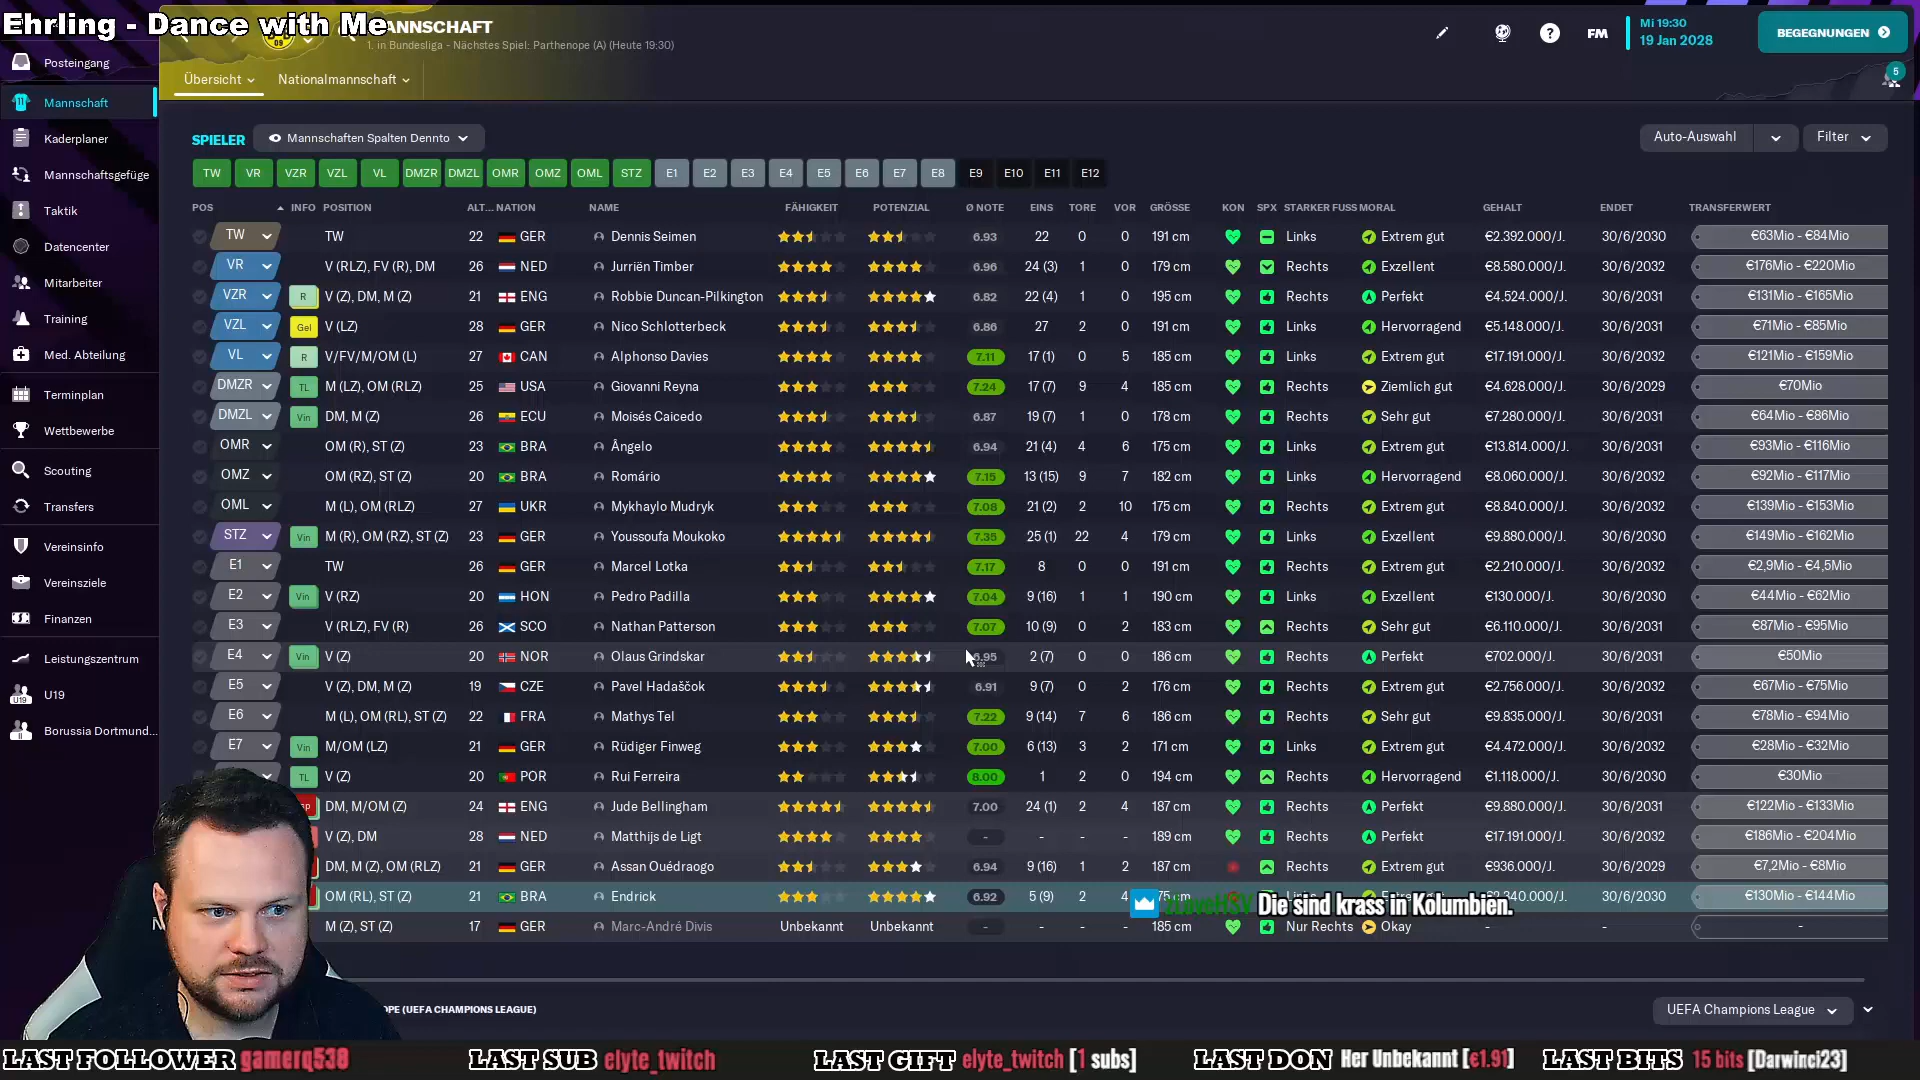 Ehrling - Dance with Me
MANNSCHAFT
1. in Bundesliga - Nächstes Spiel: Parthenope (A) (Heute 19:30)
FM
Mi 19:30
19 Jan 2028
BEGEGNUNGEN
5
Übersicht
Nationalmannschaft
Posteingang
Mannschaft
Kaderplaner
Mannschaftsgefüge
Taktik
Datencenter
Mitarbeiter
Training
Med. Abteilung
Terminplan
Wettbewerbe
Scouting
Transfers
Vereinsinfo
Vereinsziele
Finanzen
Leistungszentrum
U19
Borussia Dortmund...
SPIELER
Mannschaften Spalten Dennto
Auto-Auswahl
Filter
TW VR VZR VZL VL DMZR DMZL OMR OMZ OML STZ E1 E2 E3 E4 E5 E6 E7 E8 E9 E10 E11 E12
POS INFO POSITION ALT... NATION NAME FÄHIGKEIT POTENZIAL Ø NOTE EINS TORE VOR GRÖSSE KON SPX STARKER FUSS MORAL GEHALT ENDET TRANSFERWERT
TW TW 22 GER Dennis Seimen 6.93 22 0 0 191 cm Links Extrem gut €2.392.000/J. 30/6/2030 €63Mio - €84Mio
VR V (RLZ), FV (R), DM 26 NED Jurriën Timber 6.96 24 (3) 1 0 179 cm Rechts Exzellent €8.580.000/J. 30/6/2032 €176Mio - €220Mio
VZR R V (Z), DM, M (Z) 21 ENG Robbie Duncan-Pilkington 6.82 22 (4) 1 0 195 cm Rechts Perfekt €4.524.000/J. 30/6/2031 €131Mio - €165Mio
VZL Gel V (LZ) 28 GER Nico Schlotterbeck 6.86 27 2 0 191 cm Links Hervorragend €5.148.000/J. 30/6/2031 €71Mio - €85Mio
VL R V/FV/M/OM (L) 27 CAN Alphonso Davies 7.11 17 (1) 0 5 185 cm Links Extrem gut €17.191.000/J. 30/6/2031 €121Mio - €159Mio
DMZR TL M (LZ), OM (RLZ) 25 USA Giovanni Reyna 7.24 17 (7) 9 4 185 cm Rechts Ziemlich gut €4.628.000/J. 30/6/2029 €70Mio
DMZL Vin DM, M (Z) 26 ECU Moisés Caicedo 6.87 19 (7) 1 0 178 cm Rechts Sehr gut €7.280.000/J. 30/6/2031 €64Mio - €86Mio
OMR OM (R), ST (Z) 23 BRA Ângelo 6.94 21 (4) 4 6 175 cm Links Extrem gut €13.814.000/J. 30/6/2031 €93Mio - €116Mio
OMZ OM (RZ), ST (Z) 20 BRA Romário 7.15 13 (15) 9 7 182 cm Links Hervorragend €8.060.000/J. 30/6/2032 €92Mio - €117Mio
OML M (L), OM (RLZ) 27 UKR Mykhaylo Mudryk 7.08 21 (2) 2 10 175 cm Rechts Extrem gut €8.840.000/J. 30/6/2032 €139Mio - €153Mio
STZ Vin M (R), OM (RZ), ST (Z) 23 GER Youssoufa Moukoko 7.35 25 (1) 22 4 179 cm Links Exzellent €9.880.000/J. 30/6/2030 €149Mio - €162Mio
E1 TW 26 GER Marcel Lotka 7.17 8 0 0 191 cm Rechts Extrem gut €2.210.000/J. 30/6/2032 €2,9Mio - €4,5Mio
E2 Vin V (RZ) 20 HON Pedro Padilla 7.04 9 (16) 1 1 190 cm Links Exzellent €130.000/J. 30/6/2030 €44Mio - €62Mio
E3 V (RLZ), FV (R) 26 SCO Nathan Patterson 7.07 10 (9) 0 2 183 cm Rechts Sehr gut €6.110.000/J. 30/6/2031 €87Mio - €95Mio
E4 Vin V (Z) 20 NOR Olaus Grindskar 6.95 2 (7) 0 0 186 cm Rechts Perfekt €702.000/J. 30/6/2031 €50Mio
E5 V (Z), DM, M (Z) 19 CZE Pavel Hadaščok 6.91 9 (7) 0 2 176 cm Rechts Extrem gut €2.756.000/J. 30/6/2032 €67Mio - €75Mio
E6 M (L), OM (RL), ST (Z) 22 FRA Mathys Tel 7.22 9 (14) 7 6 186 cm Rechts Sehr gut €9.835.000/J. 30/6/2031 €78Mio - €94Mio
E7 Vin M/OM (LZ) 21 GER Rüdiger Finweg 7.00 6 (13) 3 2 171 cm Links Extrem gut €4.472.000/J. 30/6/2032 €28Mio - €32Mio
TL V (Z) 20 POR Rui Ferreira 8.00 1 2 0 194 cm Rechts Hervorragend €1.118.000/J. 30/6/2030 €30Mio
DM, M/OM (Z) 24 ENG Jude Bellingham 7.00 24 (1) 2 4 187 cm Rechts Perfekt €9.880.000/J. 30/6/2031 €122Mio - €133Mio
V (Z), DM 28 NED Matthijs de Ligt - - - - 189 cm Rechts Perfekt €17.191.000/J. 30/6/2032 €186Mio - €204Mio
DM, M (Z), OM (RLZ) 21 GER Assan Ouédraogo 6.94 9 (16) 1 2 187 cm Rechts Extrem gut €936.000/J. 30/6/2029 €7,2Mio - €8Mio
OM (RL), ST (Z) 21 BRA Endrick 6.92 5 (9) 2 4 30/6/2030 €130Mio - €144Mio
Die sind krass in Kolumbien.
M (Z), ST (Z) 17 GER Marc-André Divis Unbekannt Unbekannt - - - - 185 cm Nur Rechts Okay - - -
(UEFA CHAMPIONS LEAGUE)
UEFA Champions League
LAST FOLLOWER gamerq538
LAST SUB elyte_twitch
LAST GIFT elyte_twitch [1 subs]
LAST DON Her Unbekannt [€1.91]
LAST BITS 15 bits [Darwinci23]